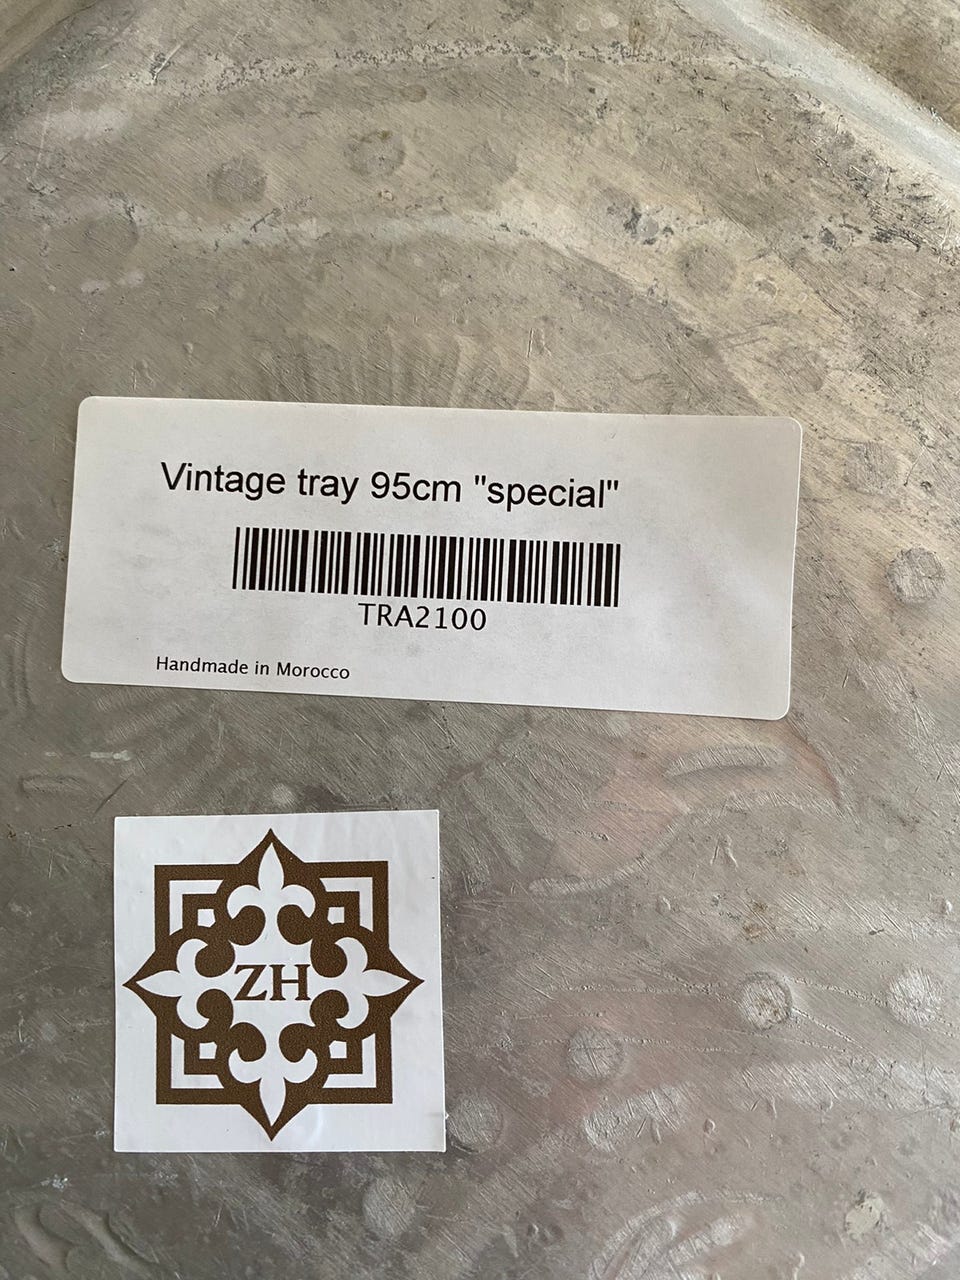 Vintage tray 95cm "special"
TRA2100
Handmade in Morocco
ZH